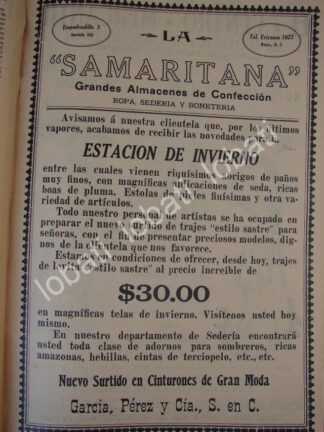 Empedradillo 3
Apartado 855
LA
Tel. Ericsson 1027
México, D. F.
"SAMARITANA"
Grandes Almacenes de Confección
ROPA, SEDERIA Y BONETERIA
Avisamos á nuestra clientela que, por los últimos
vapores, acabamos de recibir las novedades para la
ESTACION DE INVIERNO
entre las cuales vienen riquísimos abrigos de paños
muy finos, con magníficas aplicaciones de seda, ricas
boas de pluma. Estolas de pieles finísimas y otra va-
riedad de artículos.
Todo nuestro personal de artistas se ha ocupado en
preparar el nuevo de trajes "estilo sastre" para
señoras, con el fin de presentar preciosos modelos, dig-
nos de la clientela que nos favorece.
Estamos en condiciones de ofrecer, desde hoy, trajes
de levita "estilo sastre" al precio increíble de
$30.00
en magníficas telas de invierno. Visítenos usted hoy
mismo.
En nuestro departamento de Sedería encontrará
usted toda clase de adornos para sombreros, ricas
amazonas, hebillas, cintas de terciopelo, etc., etc.
Nuevo Surtido en Cinturones de Gran Moda
García, Pérez y Cía., S. en C.